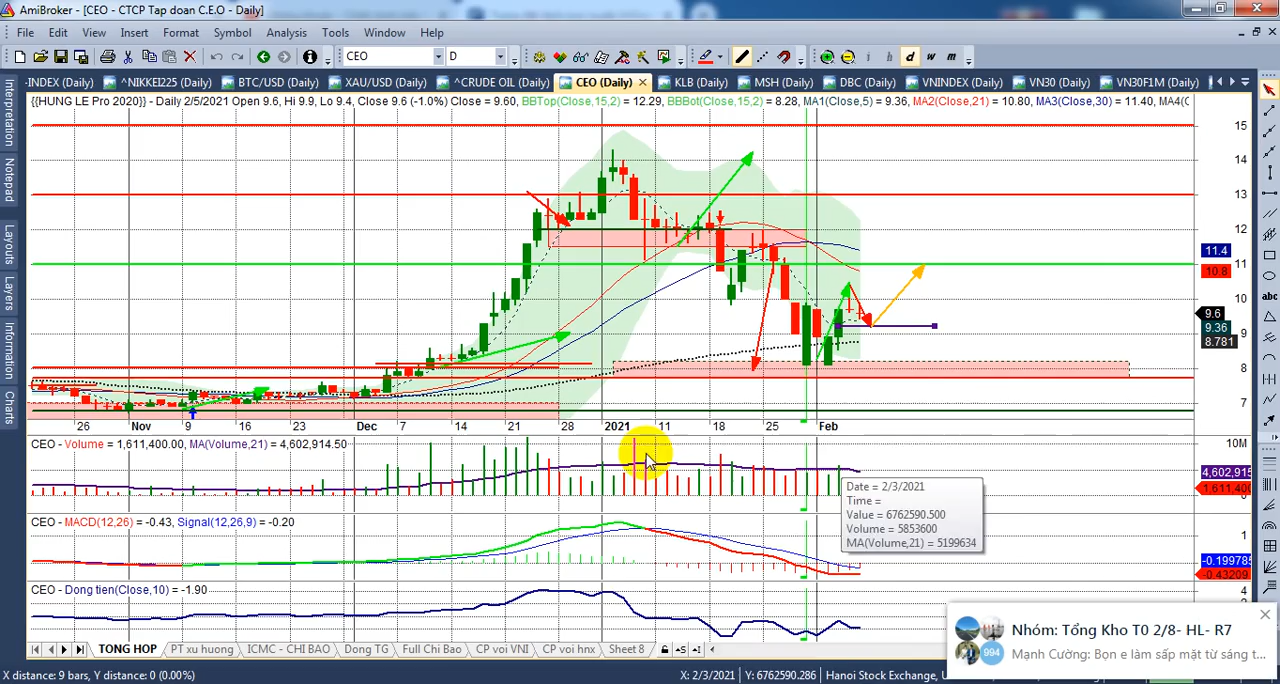 AmiBroker - [CEO - CTCP Tap doan C.E.O - Daily]
File Edit View Insert Format Symbol Analysis Tools Window Help
CEO D i h d w m
-INDEX (Daily) ^NIKKEI225 (Daily) BTC/USD (Daily) XAU/USD (Daily) ^CRUDE OIL (Daily) CEO (Daily) KLB (Daily) MSH (Daily) DBC (Daily) VNINDEX (Daily) VN30 (Daily) VN30F1M (Daily)
Interpretation
Notepad
Layouts
Layers
Information
Charts
abc
{{HUNG LE Pro 2020}} - Daily 2/5/2021 Open 9.6, Hi 9.9, Lo 9.4, Close 9.6 (-1.0%) Close = 9.60, BBTop(Close,15,2) = 12.29, BBBot(Close,15,2) = 8.28, MA1(Close,5) = 9.36, MA2(Close,21) = 10.80, MA3(Close,30) = 11.40, MA4(C
15
14
13
12
11.4
11
10.8
10
9.6
9.36
9
8.781
8
7
26 Nov 9 16 23 Dec 7 14 21 28 2021 11 18 25 Feb
CEO - Volume = 1,611,400.00, MA(Volume,21) = 4,602,914.50
10M
4,602,915
1,611,400
0
Date = 2/3/2021
Time =
Value = 6762590.500
Volume = 5853600
MA(Volume,21) = 5199634
CEO - MACD(12,26) = -0.43, Signal(12,26,9) = -0.20
1
-0.199785
-0.43209
CEO - Dong tien(Close,10) = -1.90
4
2
Nhóm: Tổng Kho T0 2/8- HL- R7
994 Mạnh Cường: Bọn e làm sấp mặt từ sáng t...
TONG HOP PT xu huong ICMC - CHI BAO Dong TG Full Chi Bao CP voi VNI CP voi hnx Sheet 8
X distance: 9 bars, Y distance: 0 (0.00%) X: 2/3/2021 Y: 6762590.286 Hanoi Stock Exchange,